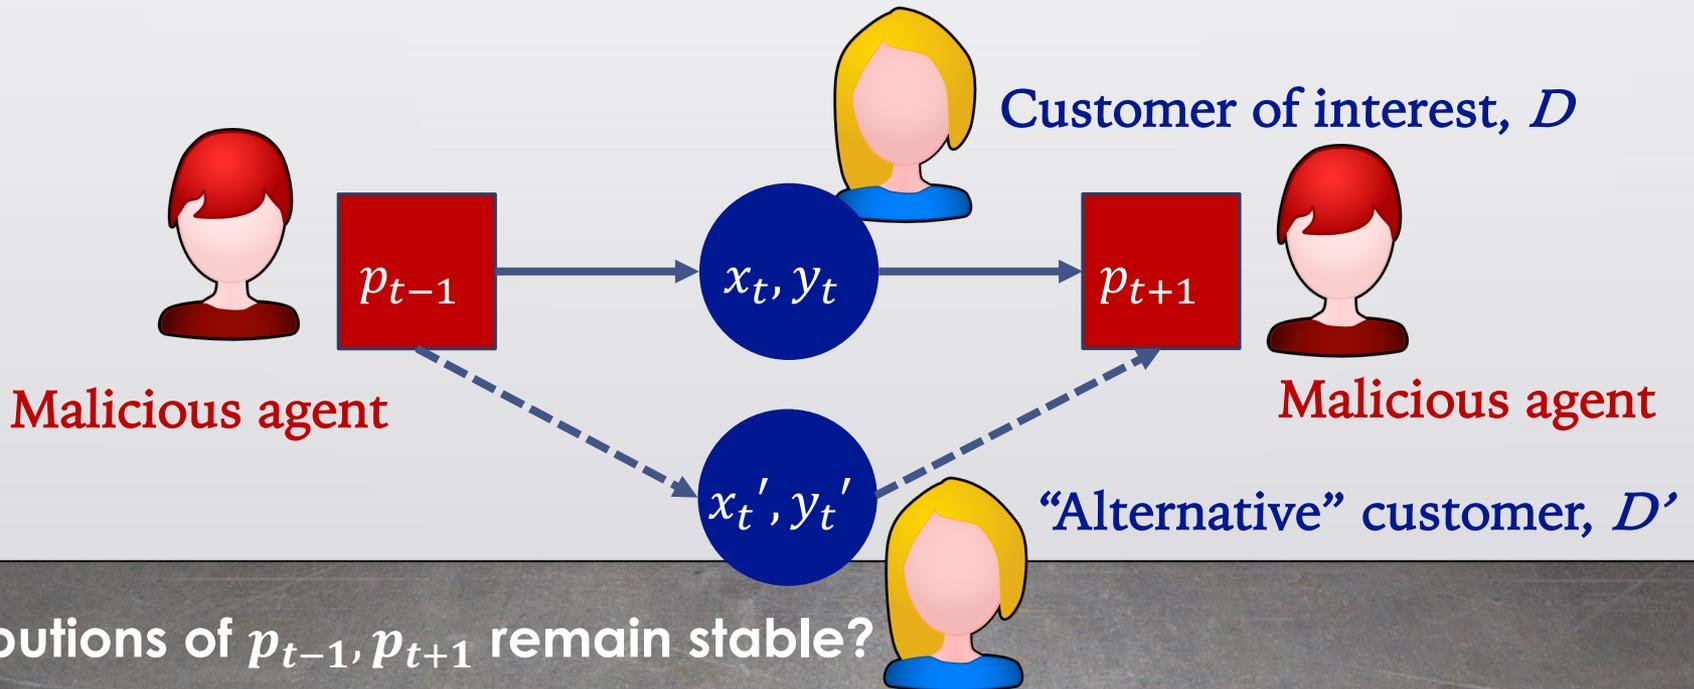 Customer of interest, D
p_{t−1}
x_t, y_t
p_{t+1}
Malicious agent
Malicious agent
x_t′, y_t′
“Alternative” customer, D’
of p_{t−1}, p_{t+1} remain stable?